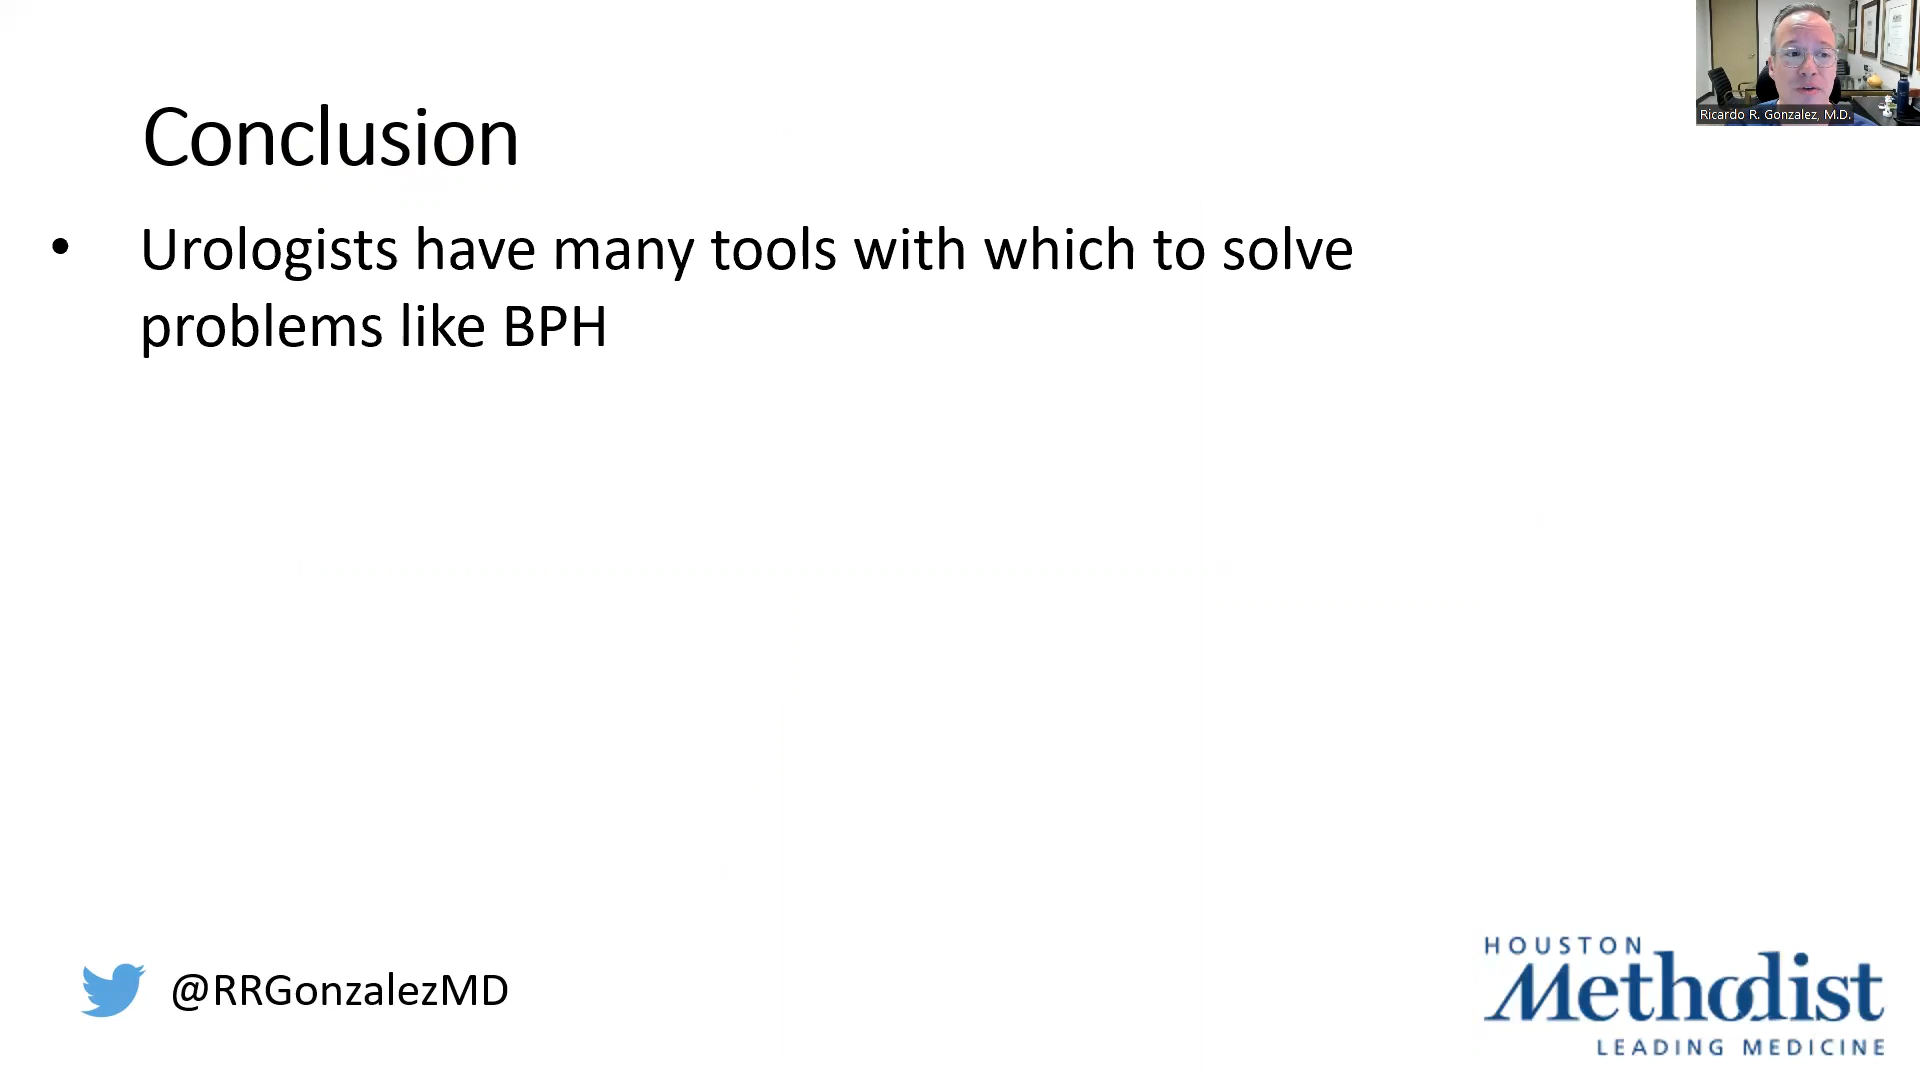 Ricardo R. Gonzalez, M.D.
Conclusion
• Urologists have many tools with which to solve
problems like BPH
@RRGonzalezMD
HOUSTON
Methodist
LEADING MEDICINE